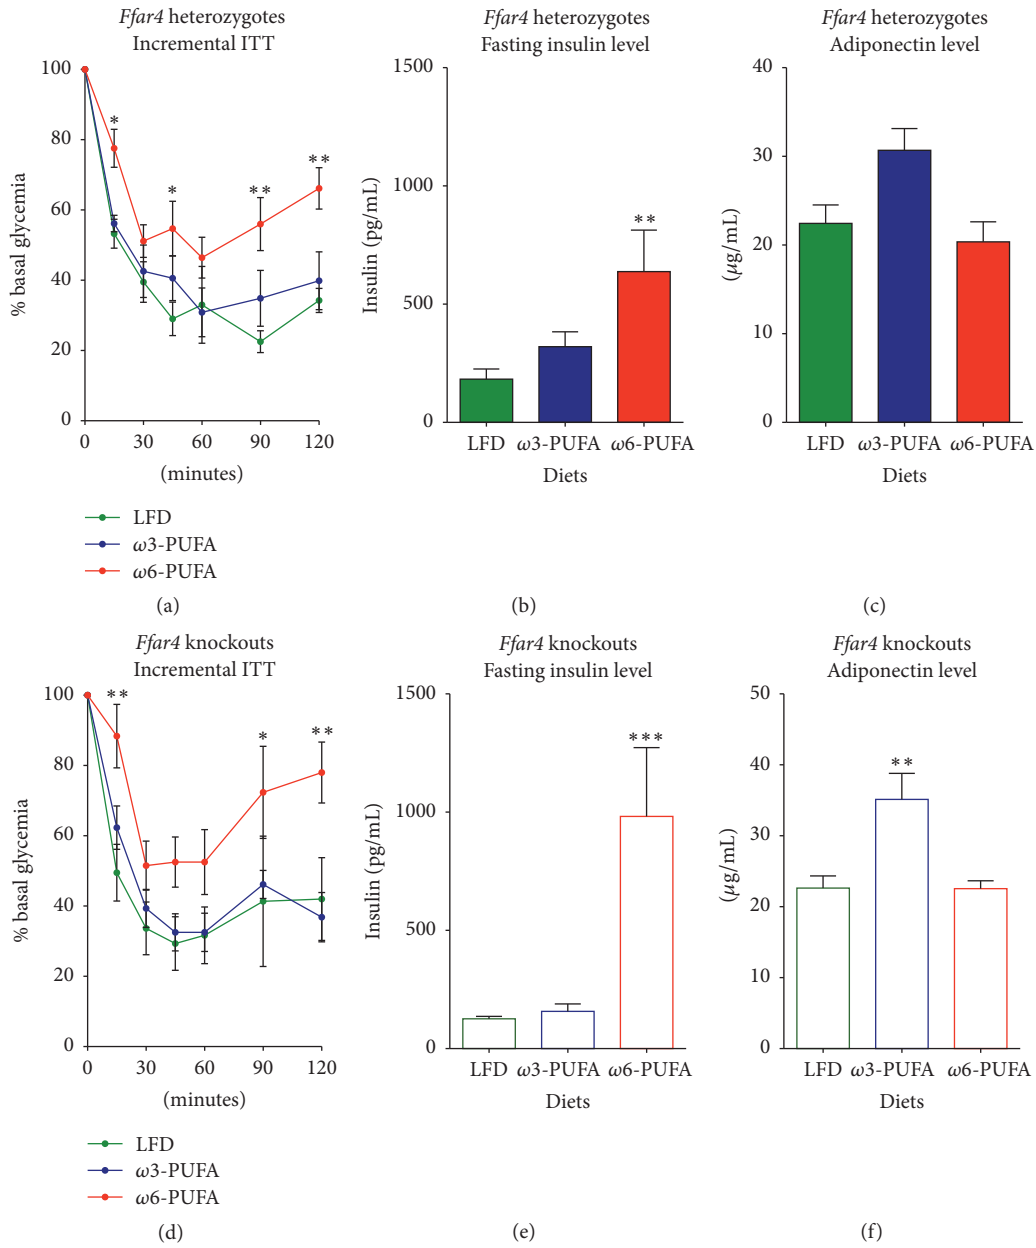 Ffar4 heterozygotes
Incremental ITT
100
80
60
40
20
0
% basal glycemia
*
*
**
**
0 30 60 90 120
(minutes)
LFD
ω3-PUFA
ω6-PUFA
(a)
Ffar4 heterozygotes
Fasting insulin level
1500
1000
500
0
Insulin (pg/mL)
**
LFD ω3-PUFA ω6-PUFA
Diets
(b)
Ffar4 heterozygotes
Adiponectin level
40
30
20
10
0
(μg/mL)
LFD ω3-PUFA ω6-PUFA
Diets
(c)
Ffar4 knockouts
Incremental ITT
100
80
60
40
20
0
% basal glycemia
**
*
**
0 30 60 90 120
(minutes)
LFD
ω3-PUFA
ω6-PUFA
(d)
Ffar4 knockouts
Fasting insulin level
1500
1000
500
0
Insulin (pg/mL)
***
LFD ω3-PUFA ω6-PUFA
Diets
(e)
Ffar4 knockouts
Adiponectin level
50
40
30
20
10
0
(μg/mL)
**
LFD ω3-PUFA ω6-PUFA
Diets
(f)